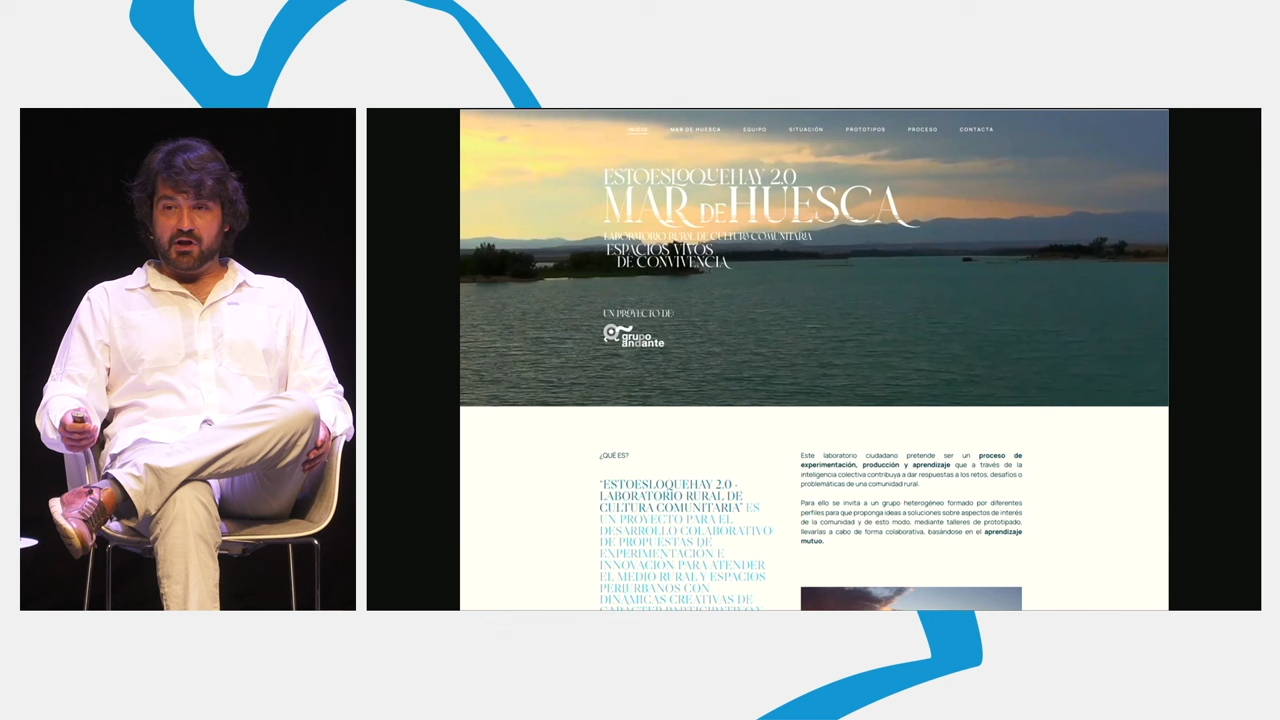 INICIO MAR DE HUESCA EQUIPO SITUACIÓN PROTOTIPOS PROCESO CONTACTA
ESTOESLOQUEHAY 2.0
MAR DE HUESCA
LABORATORIO RURAL DE CULTURA COMUNITARIA
ESPACIOS VIVOS
DE CONVIVENCIA
UN PROYECTO DE:
grupo
andante
¿QUÉ ES?
"ESTOESLOQUEHAY 2.0 -
LABORATORIO RURAL DE
CULTURA COMUNITARIA" ES
UN PROYECTO PARA EL
DESARROLLO COLABORATIVO
DE PROPUESTAS DE
EXPERIMENTACIÓN E
INNOVACIÓN PARA ATENDER
EL MEDIO RURAL Y ESPACIOS
PERIURBANOS CON
DINÁMICAS CREATIVAS DE
CARÁCTER PARTICIPATIVO Y
Este laboratorio ciudadano pretende ser un proceso de
experimentación, producción y aprendizaje que a través de la
inteligencia colectiva contribuya a dar respuestas a los retos, desafíos o
problemáticas de una comunidad rural.
Para ello se invita a un grupo heterogéneo formado por diferentes
perfiles para que proponga ideas a soluciones sobre aspectos de interés
de la comunidad y de esto modo, mediante talleres de prototipado,
llevarlas a cabo de forma colaborativa, basándose en el aprendizaje
mutuo.